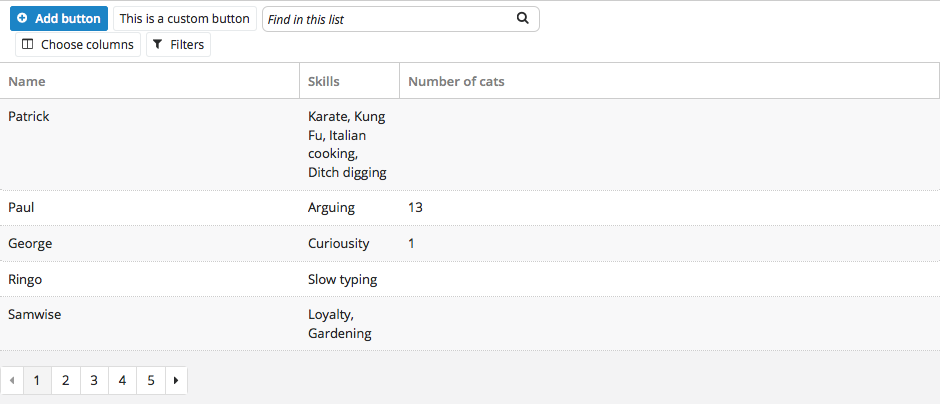 Add button This is a custom button Find in this list
Choose columns Filters
Name Skills Number of cats
Patrick Karate, Kung
Fu, Italian
cooking,
Ditch digging
Paul Arguing 13
George Curiousity 1
Ringo Slow typing
Samwise Loyalty,
Gardening
1 2 3 4 5